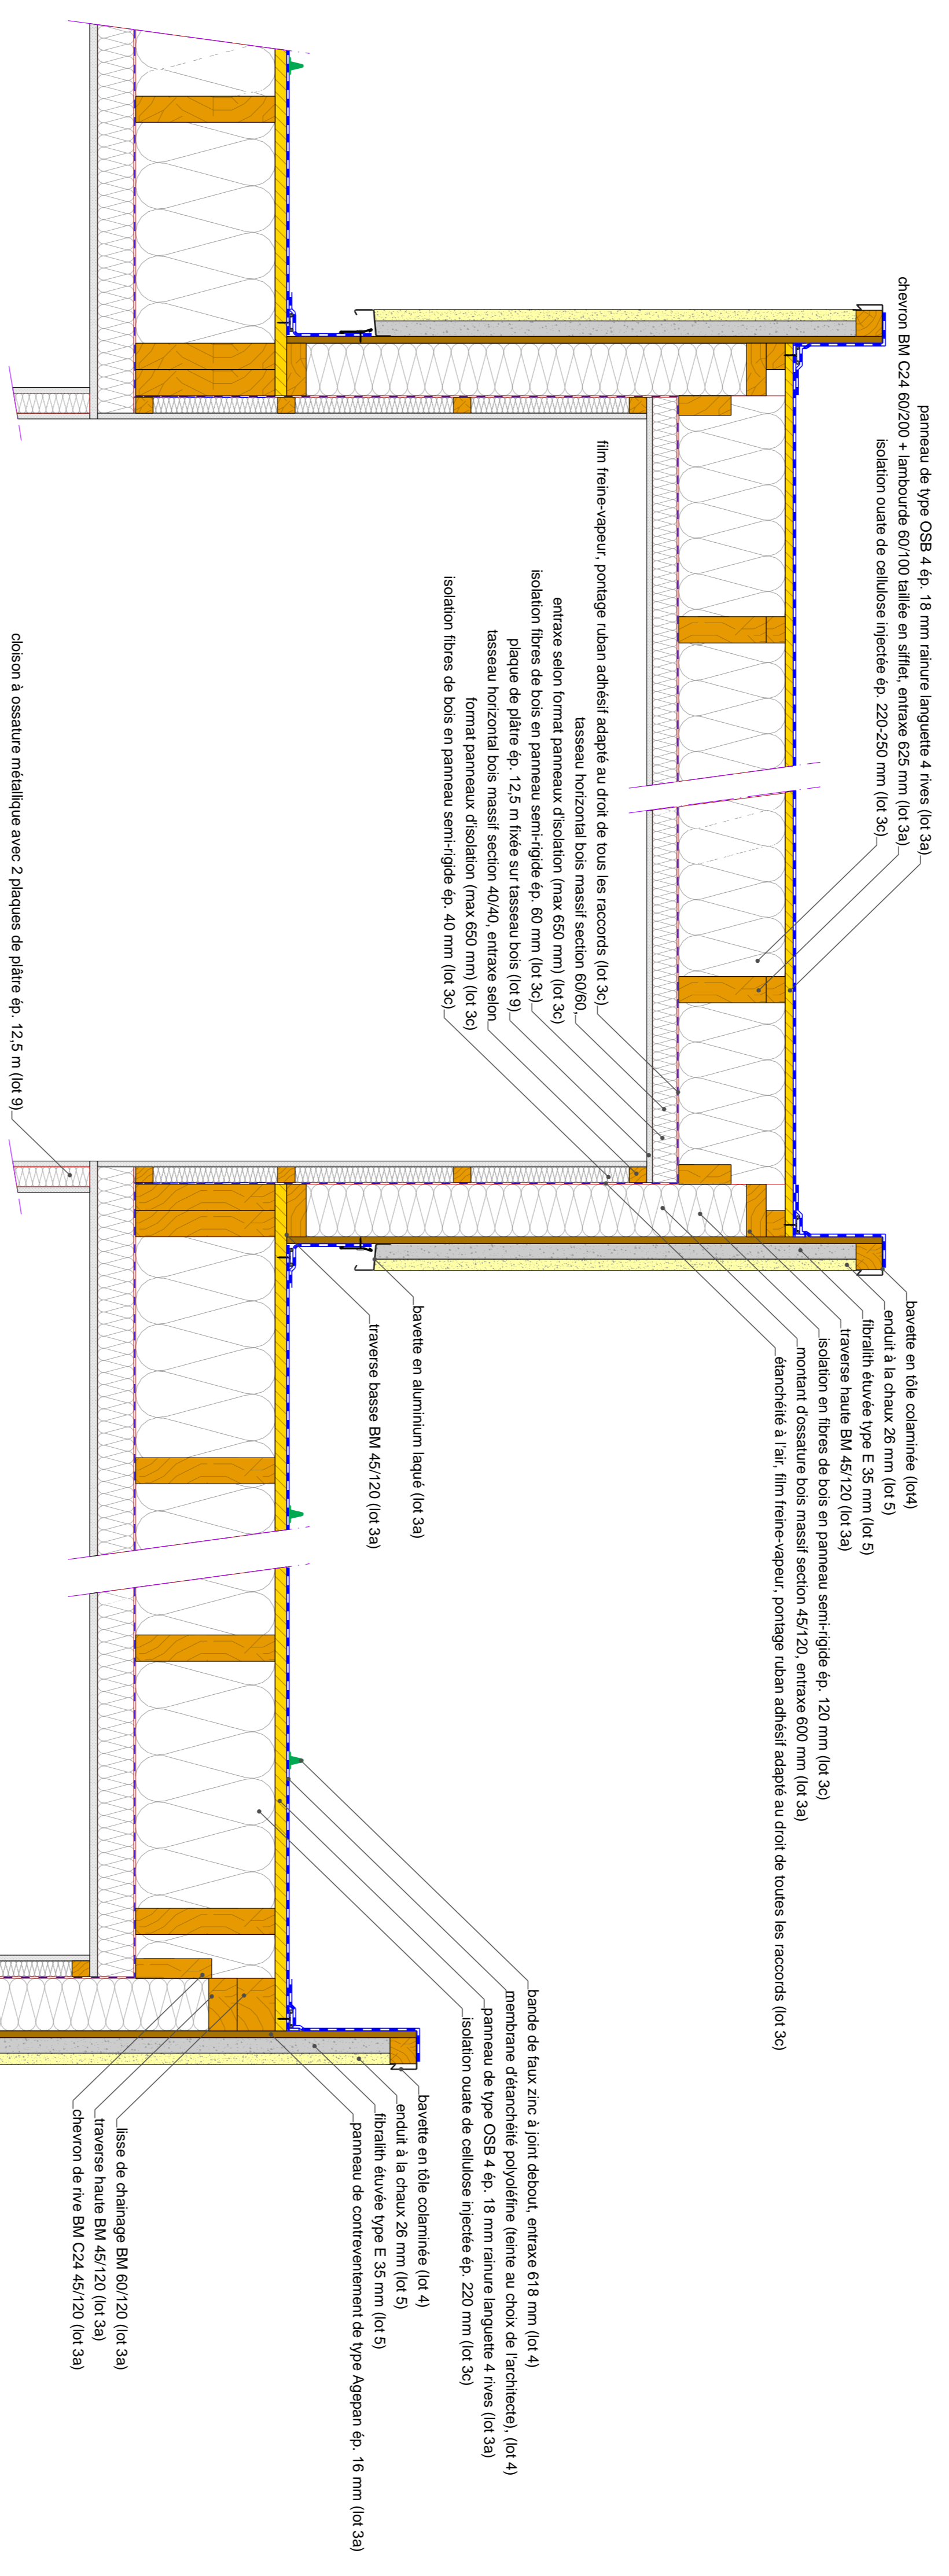 panneau de type OSB 4 ép. 18 mm rainure languette 4 rives (lot 3a)
chevron BM C24 60/200 + lambourde 60/100 taillée en sifflet, entraxe 625 mm (lot 3a)
isolation ouate de cellulose injectée ép. 220-250 mm (lot 3c)
film freine-vapeur, pontage ruban adhésif adapté au droit de tous les raccords (lot 3c)
tasseau horizontal bois massif section 60/60,
entraxe selon format panneaux d'isolation (max 650 mm) (lot 3c)
isolation fibres de bois en panneau semi-rigide ép. 60 mm (lot 3c)
plaque de plâtre ép. 12,5 m fixée sur tasseau bois (lot 9)
tasseau horizontal bois massif section 40/40, entraxe selon
format panneaux d'isolation (max 650 mm) (lot 3c)
isolation fibres de bois en panneau semi-rigide ép. 40 mm (lot 3c)
cloison à ossature métallique avec 2 plaques de plâtre ép. 12,5 m (lot 9)
bavette en tôle colaminée (lot4)
enduit à la chaux 26 mm (lot 5)
fibralith étuvée type E 35 mm (lot 5)
traverse haute BM 45/120 (lot 3a)
isolation en fibres de bois en panneau semi-rigide ép. 120 mm (lot 3c)
montant d'ossature bois massif section 45/120, entraxe 600 mm (lot 3a)
étanchéité à l'air, film freine-vapeur, pontage ruban adhésif adapté au droit de toutes les raccords (lot 3c)
bavette en aluminium laqué (lot 3a)
traverse basse BM 45/120 (lot 3a)
bande de faux zinc à joint debout, entraxe 618 mm (lot 4)
membrane d'étanchéité polyoléfine (teinte au choix de l'architecte), (lot 4)
panneau de type OSB 4 ép. 18 mm rainure languette 4 rives (lot 3a)
isolation ouate de cellulose injectée ép. 220 mm (lot 3c)
bavette en tôle colaminée (lot 4)
enduit à la chaux 26 mm (lot 5)
fibralith étuvée type E 35 mm (lot 5)
panneau de contreventement de type Agepan ép. 16 mm (lot 3a)
lisse de chainage BM 60/120 (lot 3a)
traverse haute BM 45/120 (lot 3a)
chevron de rive BM C24 45/120 (lot 3a)